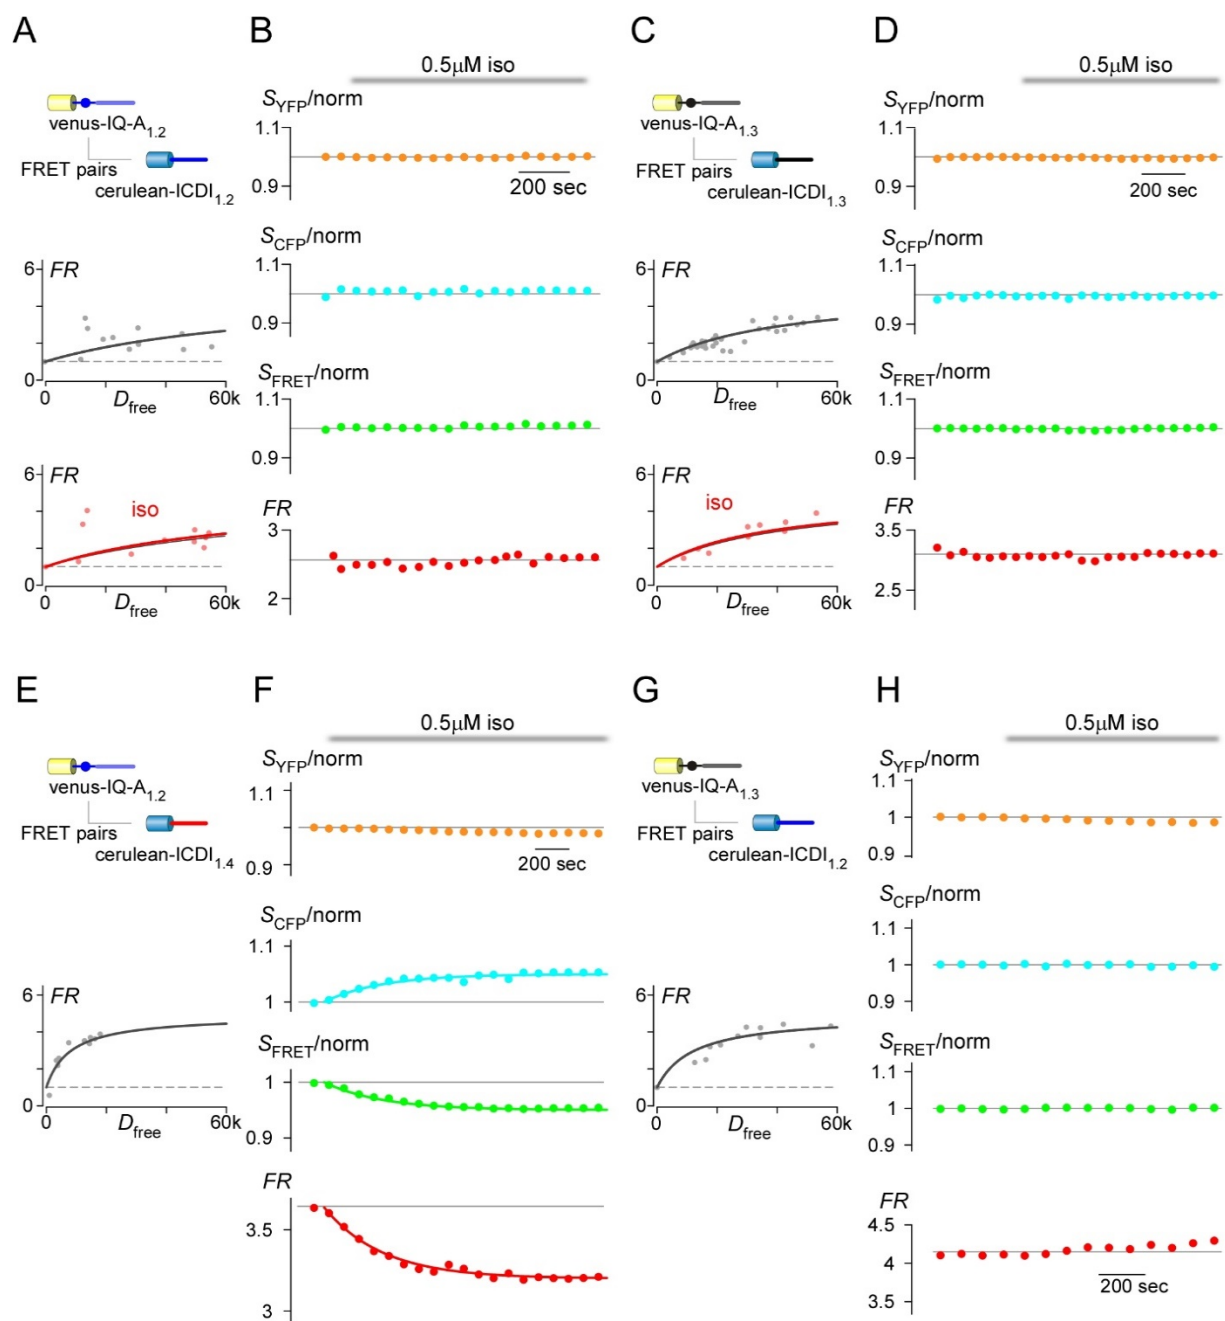 A
venus-IQ-A1.2
FRET pairs
cerulean-ICDI1.2
6
FR
0
0
Dfree
60k
6
FR
iso
0
0
Dfree
60k
B
0.5μM iso
SYFP/norm
1.1
0.9
200 sec
SCFP/norm
1.1
0.9
SFRET/norm
1.1
0.9
FR
3
2
C
venus-IQ-A1.3
FRET pairs
cerulean-ICDI1.3
6
FR
0
0
Dfree
60k
6
FR
iso
0
0
Dfree
60k
D
0.5μM iso
SYFP/norm
1.1
0.9
200 sec
SCFP/norm
1.1
0.9
SFRET/norm
1.1
0.9
FR
3.5
2.5
E
venus-IQ-A1.2
FRET pairs
cerulean-ICDI1.4
6
FR
0
0
Dfree
60k
F
0.5μM iso
SYFP/norm
1.1
0.9
200 sec
SCFP/norm
1.1
1
SFRET/norm
1
0.9
FR
3.5
3
G
venus-IQ-A1.3
FRET pairs
cerulean-ICDI1.2
6
FR
0
0
Dfree
60k
H
0.5μM iso
SYFP/norm
1.1
1
0.9
SCFP/norm
1.1
1
0.9
SFRET/norm
1.1
1
0.9
FR
4.5
4
3.5
200 sec